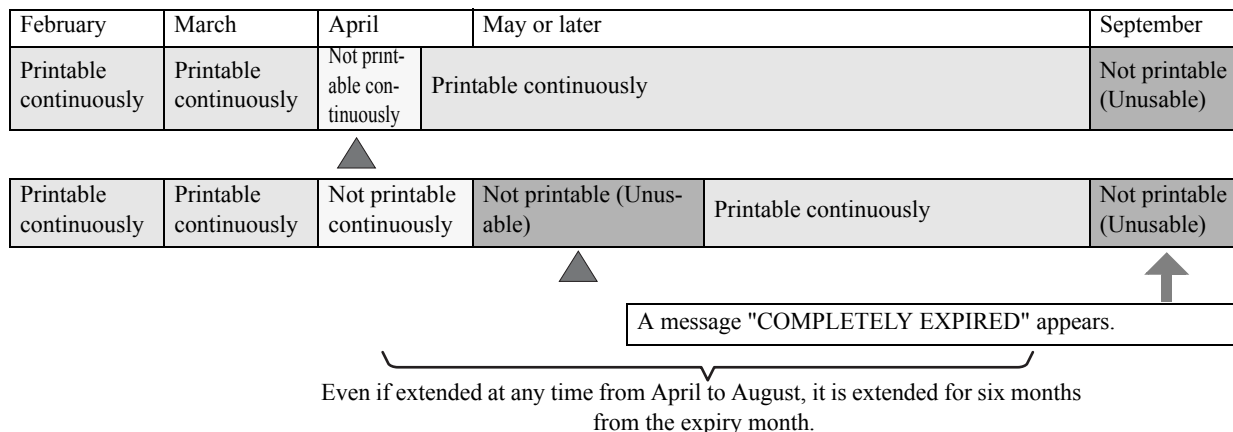 February March April May or later September
Printable continuously Printable continuously Not print-
able con-
tinuously Printable continuously Not printable
(Unusable)
Printable
continuously Printable
continuously Not printable
continuously Not printable (Unus-
able) Printable continuously Not printable
(Unusable)
A message "COMPLETELY EXPIRED" appears.
Even if extended at any time from April to August, it is extended for six months
from the expiry month.